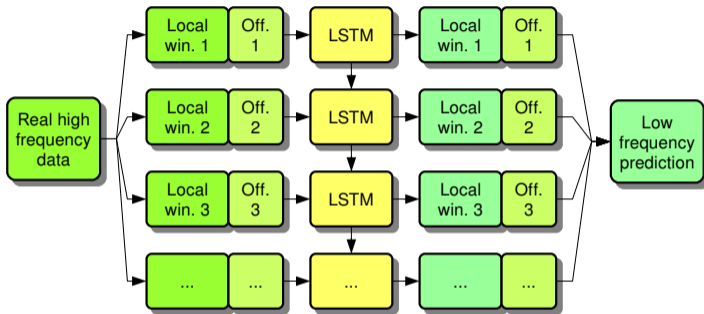 Real high
frequency
data
Local
win. 1
Off.
1
LSTM
Local
win. 1
Off.
1
Local
win. 2
Off.
2
LSTM
Local
win. 2
Off.
2
Local
win. 3
Off.
3
LSTM
Local
win. 3
Off.
3
...
...
...
...
...
Low
frequency
prediction